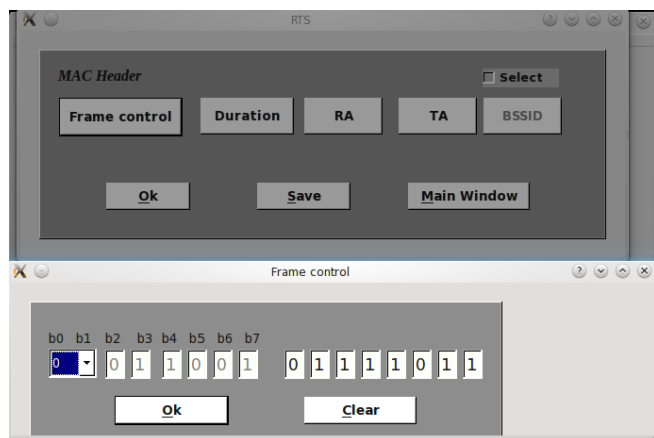 RTS
MAC Header
Select
Frame control Duration RA TA BSSID
Ok Save Main Window
Frame control
b0 b1 b2 b3 b4 b5 b6 b7
0 0 1 1 0 0 1 0 1 1 1 1 0 1 1
Ok Clear